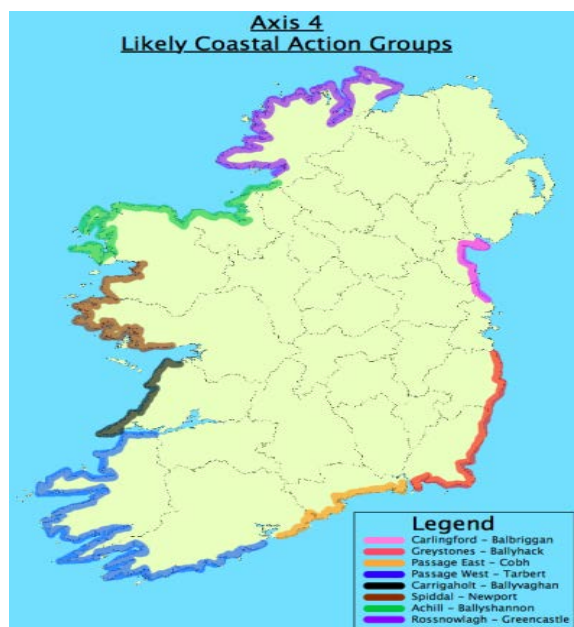 Axis 4
Likely Coastal Action Groups
Legend
Carlingford - Balbriggan
Greystones - Ballyhack
Passage East - Cobh
Passage West - Tarbert
Carrigaholt - Ballyvaghan
Spiddal - Newport
Achill - Ballyshannon
Rossnowlagh - Greencastle